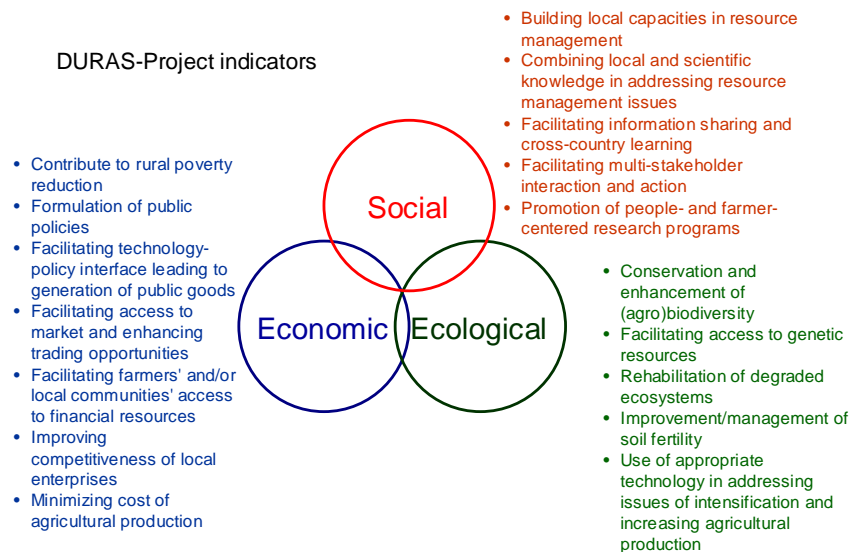 DURAS-Project indicators
• Building local capacities in resource
management
• Combining local and scientific
knowledge in addressing resource
management issues
• Facilitating information sharing and
cross-country learning
• Facilitating multi-stakeholder
interaction and action
• Promotion of people- and farmer-
centered research programs
• Contribute to rural poverty
reduction
• Formulation of public
policies
• Facilitating technology-
policy interface leading to
generation of public goods
• Facilitating access to
market and enhancing
trading opportunities
• Facilitating farmers' and/or
local communities' access
to financial resources
• Improving
competitiveness of local
enterprises
• Minimizing cost of
agricultural production
Social
Economic
Ecological
• Conservation and
enhancement of
(agro)biodiversity
• Facilitating access to genetic
resources
• Rehabilitation of degraded
ecosystems
• Improvement/management of
soil fertility
• Use of appropriate
technology in addressing
issues of intensification and
increasing agricultural
production